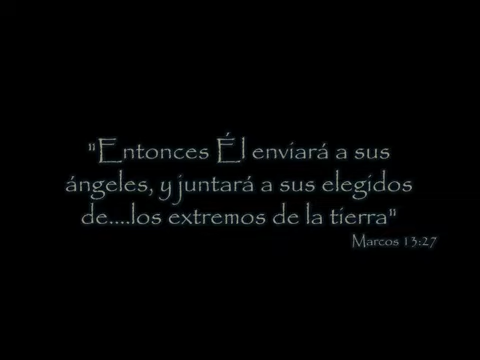 "Entonces Él enviará a sus
ángeles, y juntará a sus elegidos
de....los extremos de la tierra"
Marcos 13:27